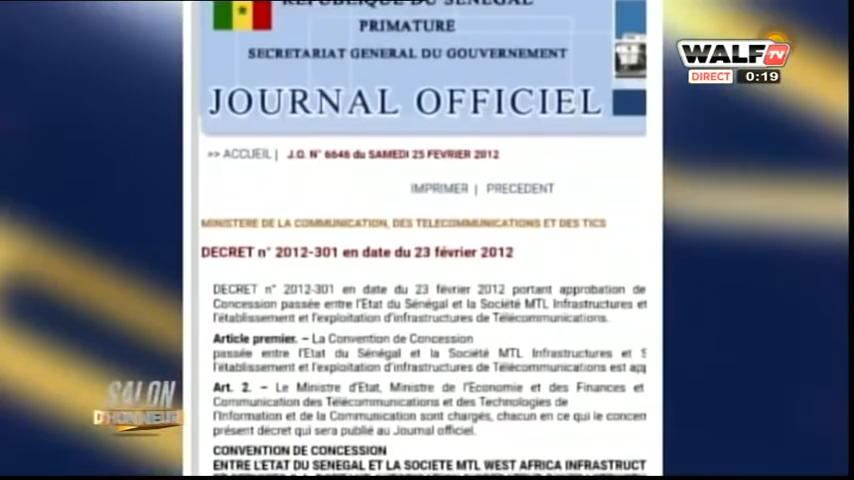 REPUBLIQUE DU SENEGAL
PRIMATURE
SECRETARIAT GENERAL DU GOUVERNEMENT
JOURNAL OFFICIEL
>> ACCUEIL | J.O. N° 6646 du SAMEDI 25 FEVRIER 2012
IMPRIMER | PRECEDENT
MINISTERE DE LA COMMUNICATION, DES TELECOMMUNICATIONS ET DES TICS
DECRET n° 2012-301 en date du 23 février 2012
DECRET n° 2012-301 en date du 23 février 2012 portant approbation de
Concession passée entre l'Etat du Sénégal et la Société MTL Infrastructures et
l'établissement et l'exploitation d'infrastructures de Télécommunications.
Article premier. – La Convention de Concession
passée entre l'Etat du Sénégal et la Société MTL Infrastructures et S
l'établissement et l'exploitation d'infrastructures de Télécommunications est app
Art. 2. – Le Ministre d'Etat, Ministre de l'Economie et des Finances et
Communication des Télécommunications et des Technologies de
l'Information et de la Communication sont chargés, chacun en ce qui le concern
présent décret qui sera publié au Journal officiel.
CONVENTION DE CONCESSION
ENTRE L'ETAT DU SENEGAL ET LA SOCIETE MTL WEST AFRICA INFRASTRUCT
WALF TV
DIRECT 0:19
SALON
D'HONNEUR